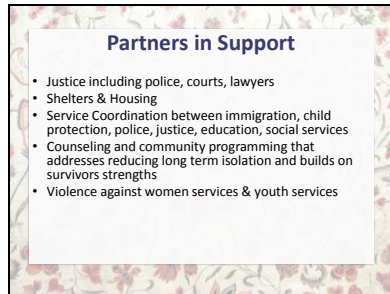 Partners in Support
• Justice including police, courts, lawyers
• Shelters & Housing
• Service Coordination between immigration, child
protection, police, justice, education, social services
• Counseling and community programming that
addresses reducing long term isolation and builds on
survivors strengths
• Violence against women services & youth services